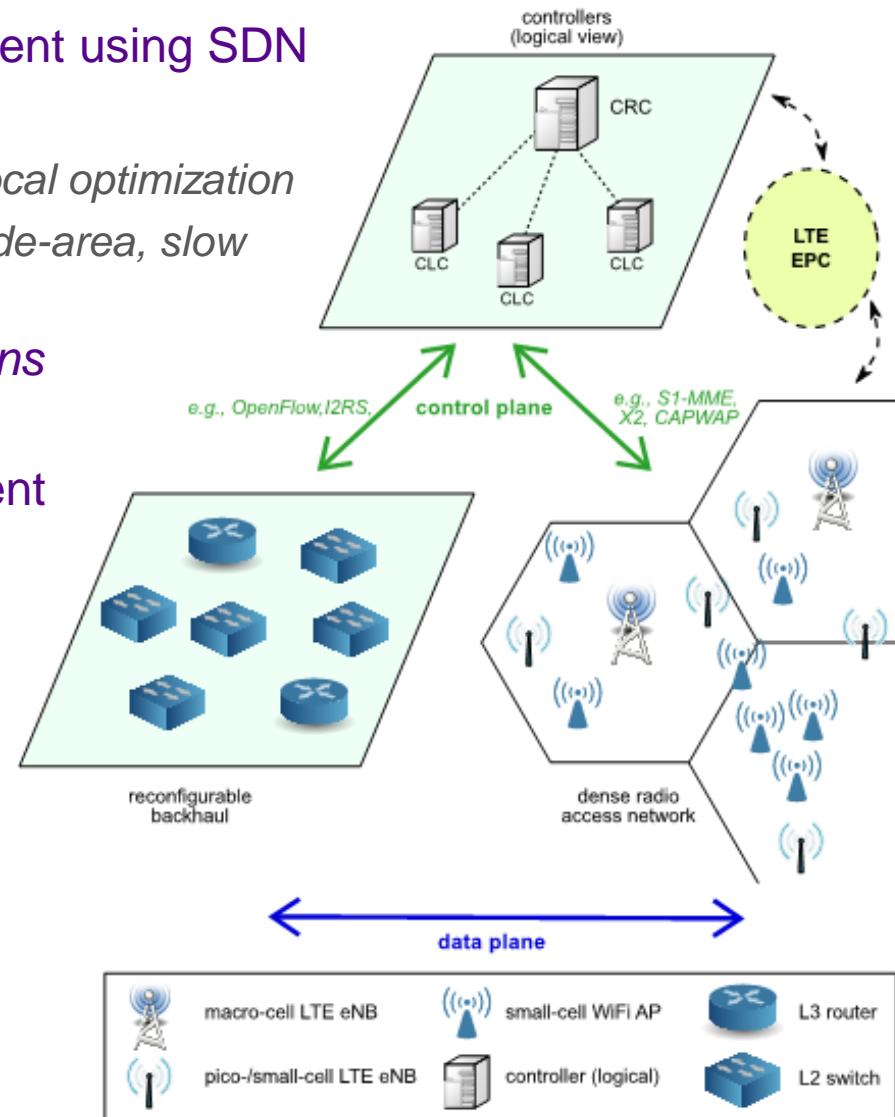 ent using SDN
ocal optimization
de-area, slow
ns
ent
controllers
(logical view)
CRC
CLC
CLC
CLC
LTE
EPC
e.g., OpenFlow,I2RS,
control plane
e.g., S1-MME,
X2, CAPWAP
reconfigurable
backhaul
dense radio
access network
data plane
macro-cell LTE eNB
small-cell WiFi AP
L3 router
pico-/small-cell LTE eNB
controller (logical)
L2 switch